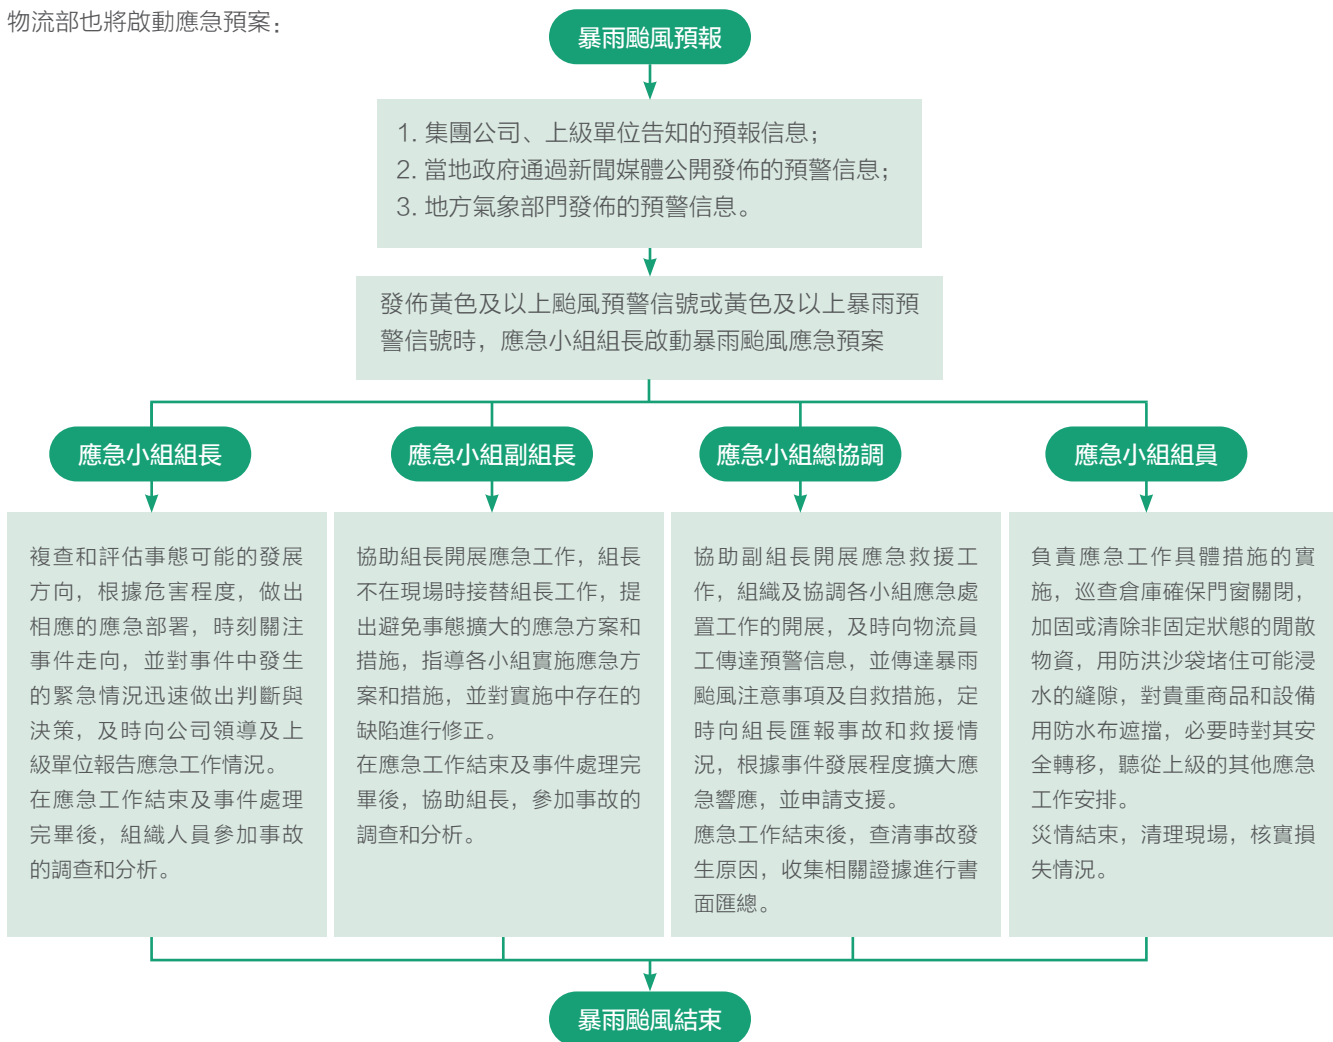 物流部也將啟動應急預案：
暴雨颱風預報
1. 集團公司、上級單位告知的預報信息；
2. 當地政府通過新聞媒體公開發佈的預警信息；
3. 地方氣象部門發佈的預警信息。
發佈黃色及以上颱風預警信號或黃色及以上暴雨預
警信號時，應急小組組長啟動暴雨颱風應急預案
應急小組組長
複查和評估事態可能的發展
方向，根據危害程度，做出
相應的應急部署，時刻關注
事件走向，並對事件中發生
的緊急情況迅速做出判斷與
決策，及時向公司領導及上
級單位報告應急工作情況。
在應急工作結束及事件處理
完畢後，組織人員參加事故
的調查和分析。
應急小組副組長
協助組長開展應急工作，組長
不在現場時接替組長工作，提
出避免事態擴大的應急方案和
措施，指導各小組實施應急方
案和措施，並對實施中存在的
缺陷進行修正。
在應急工作結束及事件處理完
畢後，協助組長，參加事故的
調查和分析。
應急小組總協調
協助副組長開展應急救援工
作，組織及協調各小組應急處
置工作的開展，及時向物流員
工傳達預警信息，並傳達暴雨
颱風注意事項及自救措施，定
時向組長匯報事故和救援情
況，根據事件發展程度擴大應
急響應，並申請支援。
應急工作結束後，查清事故發
生原因，收集相關證據進行書
面匯總。
應急小組組員
負責應急工作具體措施的實
施，巡查倉庫確保門窗關閉，
加固或清除非固定狀態的閒散
物資，用防洪沙袋堵住可能浸
水的縫隙，對貴重商品和設備
用防水布遮擋，必要時對其安
全轉移，聽從上級的其他應急
工作安排。
災情結束，清理現場，核實損
失情況。
暴雨颱風結束